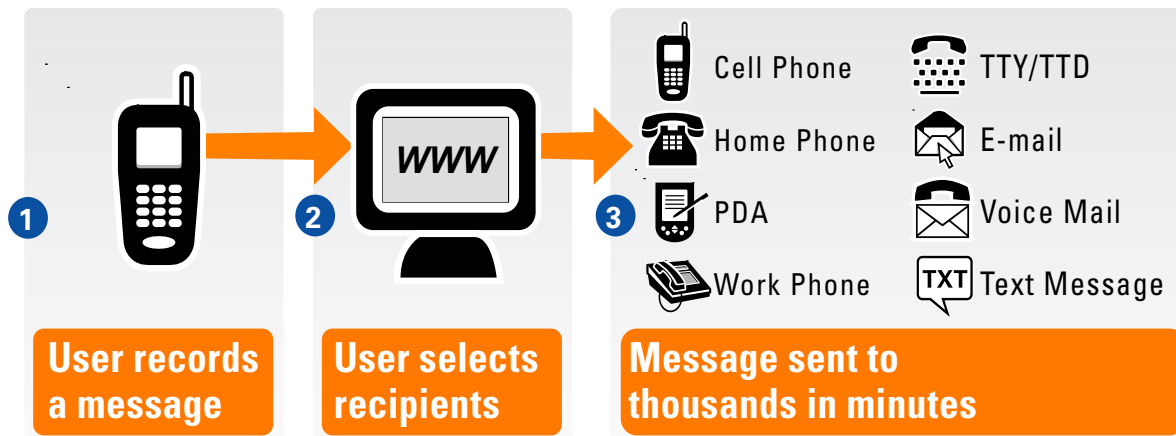 1
User records
a message
2
WWW
User selects
recipients
3
Cell Phone
Home Phone
PDA
Work Phone
TTY/TTD
E-mail
Voice Mail
TXT
Text Message
Message sent to
thousands in minutes